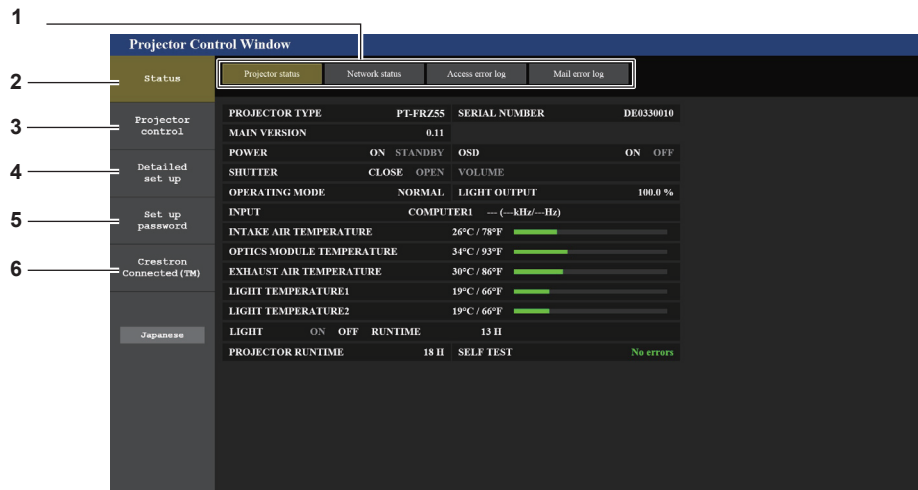 1
Projector Control Window
2
Status
Projector status Network status Access error log Mail error log
3
Projector
control
4
Detailed
set up
5
Set up
password
6
Crestron
Connected(TM)
Japanese
PROJECTOR TYPE PT-FRZ55 SERIAL NUMBER DE0330010
MAIN VERSION 0.11
POWER ON STANDBY OSD ON OFF
SHUTTER CLOSE OPEN VOLUME
OPERATING MODE NORMAL LIGHT OUTPUT 100.0 %
INPUT COMPUTER1 --- (---kHz/---Hz)
INTAKE AIR TEMPERATURE 26°C / 78°F
OPTICS MODULE TEMPERATURE 34°C / 93°F
EXHAUST AIR TEMPERATURE 30°C / 86°F
LIGHT TEMPERATURE1 19°C / 66°F
LIGHT TEMPERATURE2 19°C / 66°F
LIGHT ON OFF RUNTIME 13 H
PROJECTOR RUNTIME 18 H SELF TEST No errors